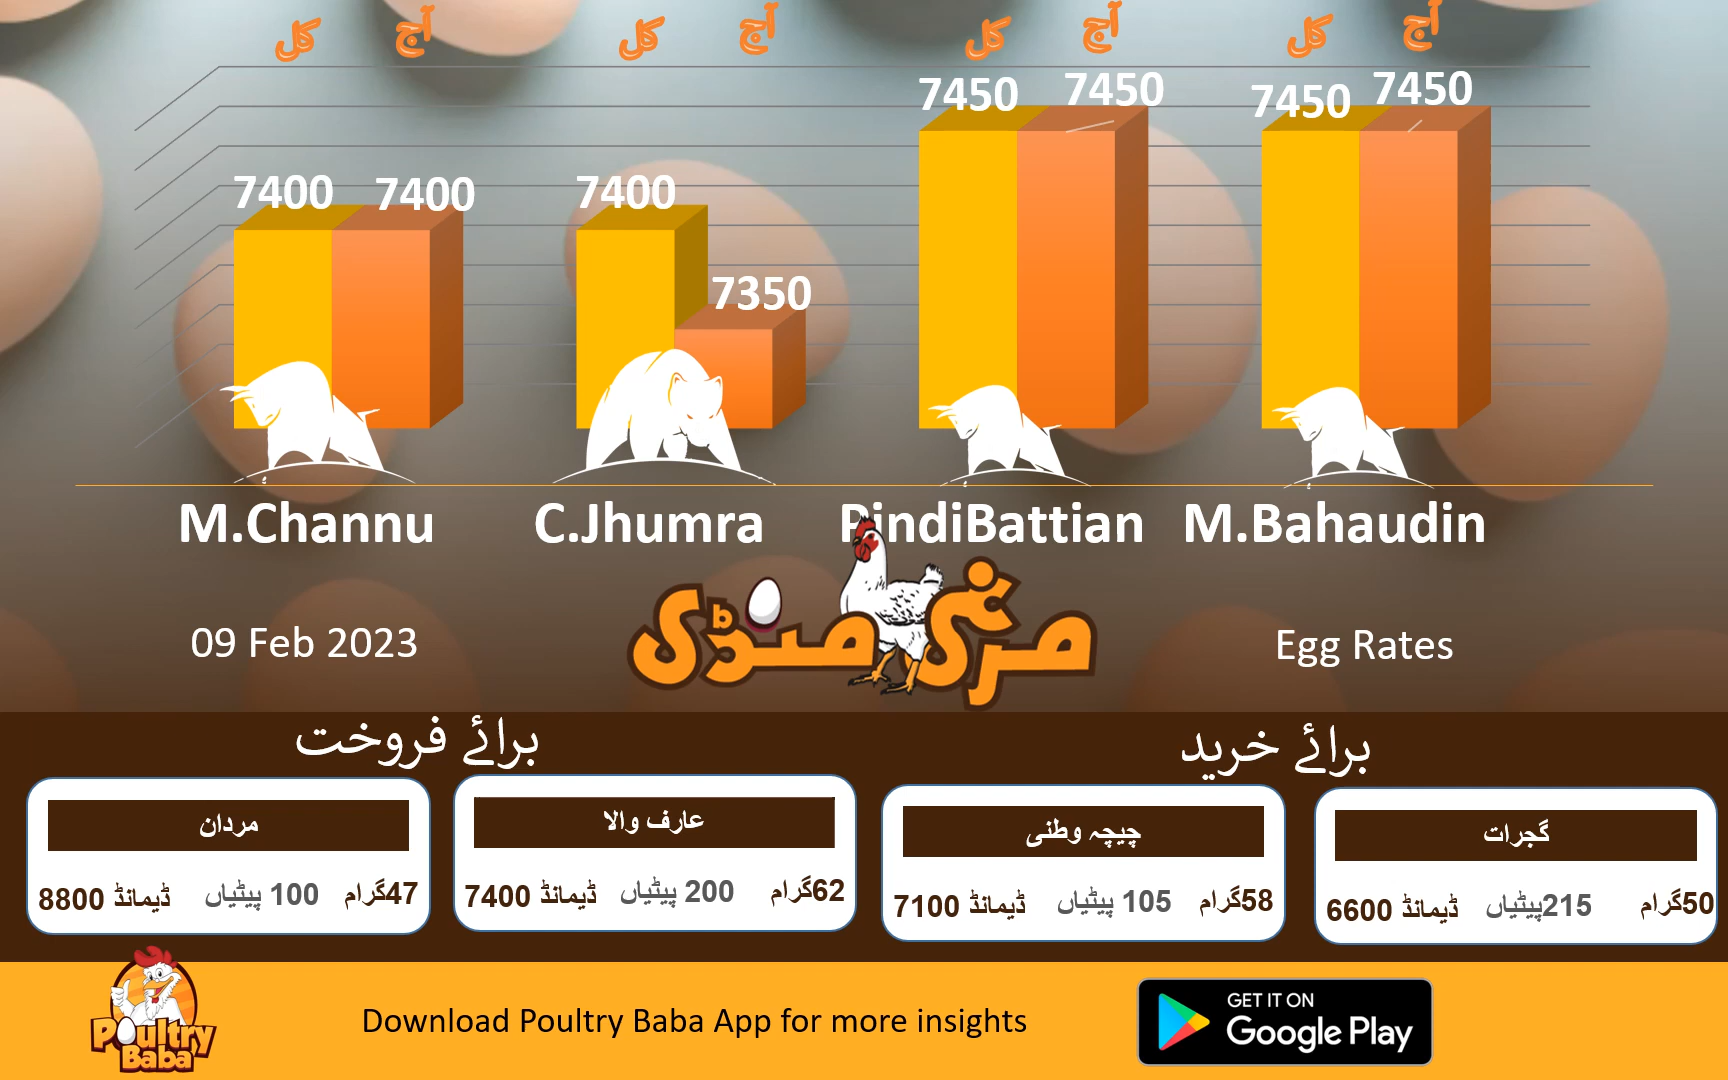 کل آج کل آج کل آج کل آج
7400 7400 7400 7350 7450 7450 7450 7450
M.Channu C.Jhumra PindiBattian M.Bahaudin
09 Feb 2023
مرغی منڈی
Egg Rates
برائے فروخت
برائے خرید
مردان
47گرام 100 پیٹیاں ڈیمانڈ 8800
عارف والا
62گرام 200 پیٹیاں ڈیمانڈ 7400
چیچہ وطنی
58گرام 105 پیٹیاں ڈیمانڈ 7100
گجرات
50گرام 215پیٹیاں ڈیمانڈ 6600
Poultry
Baba
Download Poultry Baba App for more insights
GET IT ON
Google Play